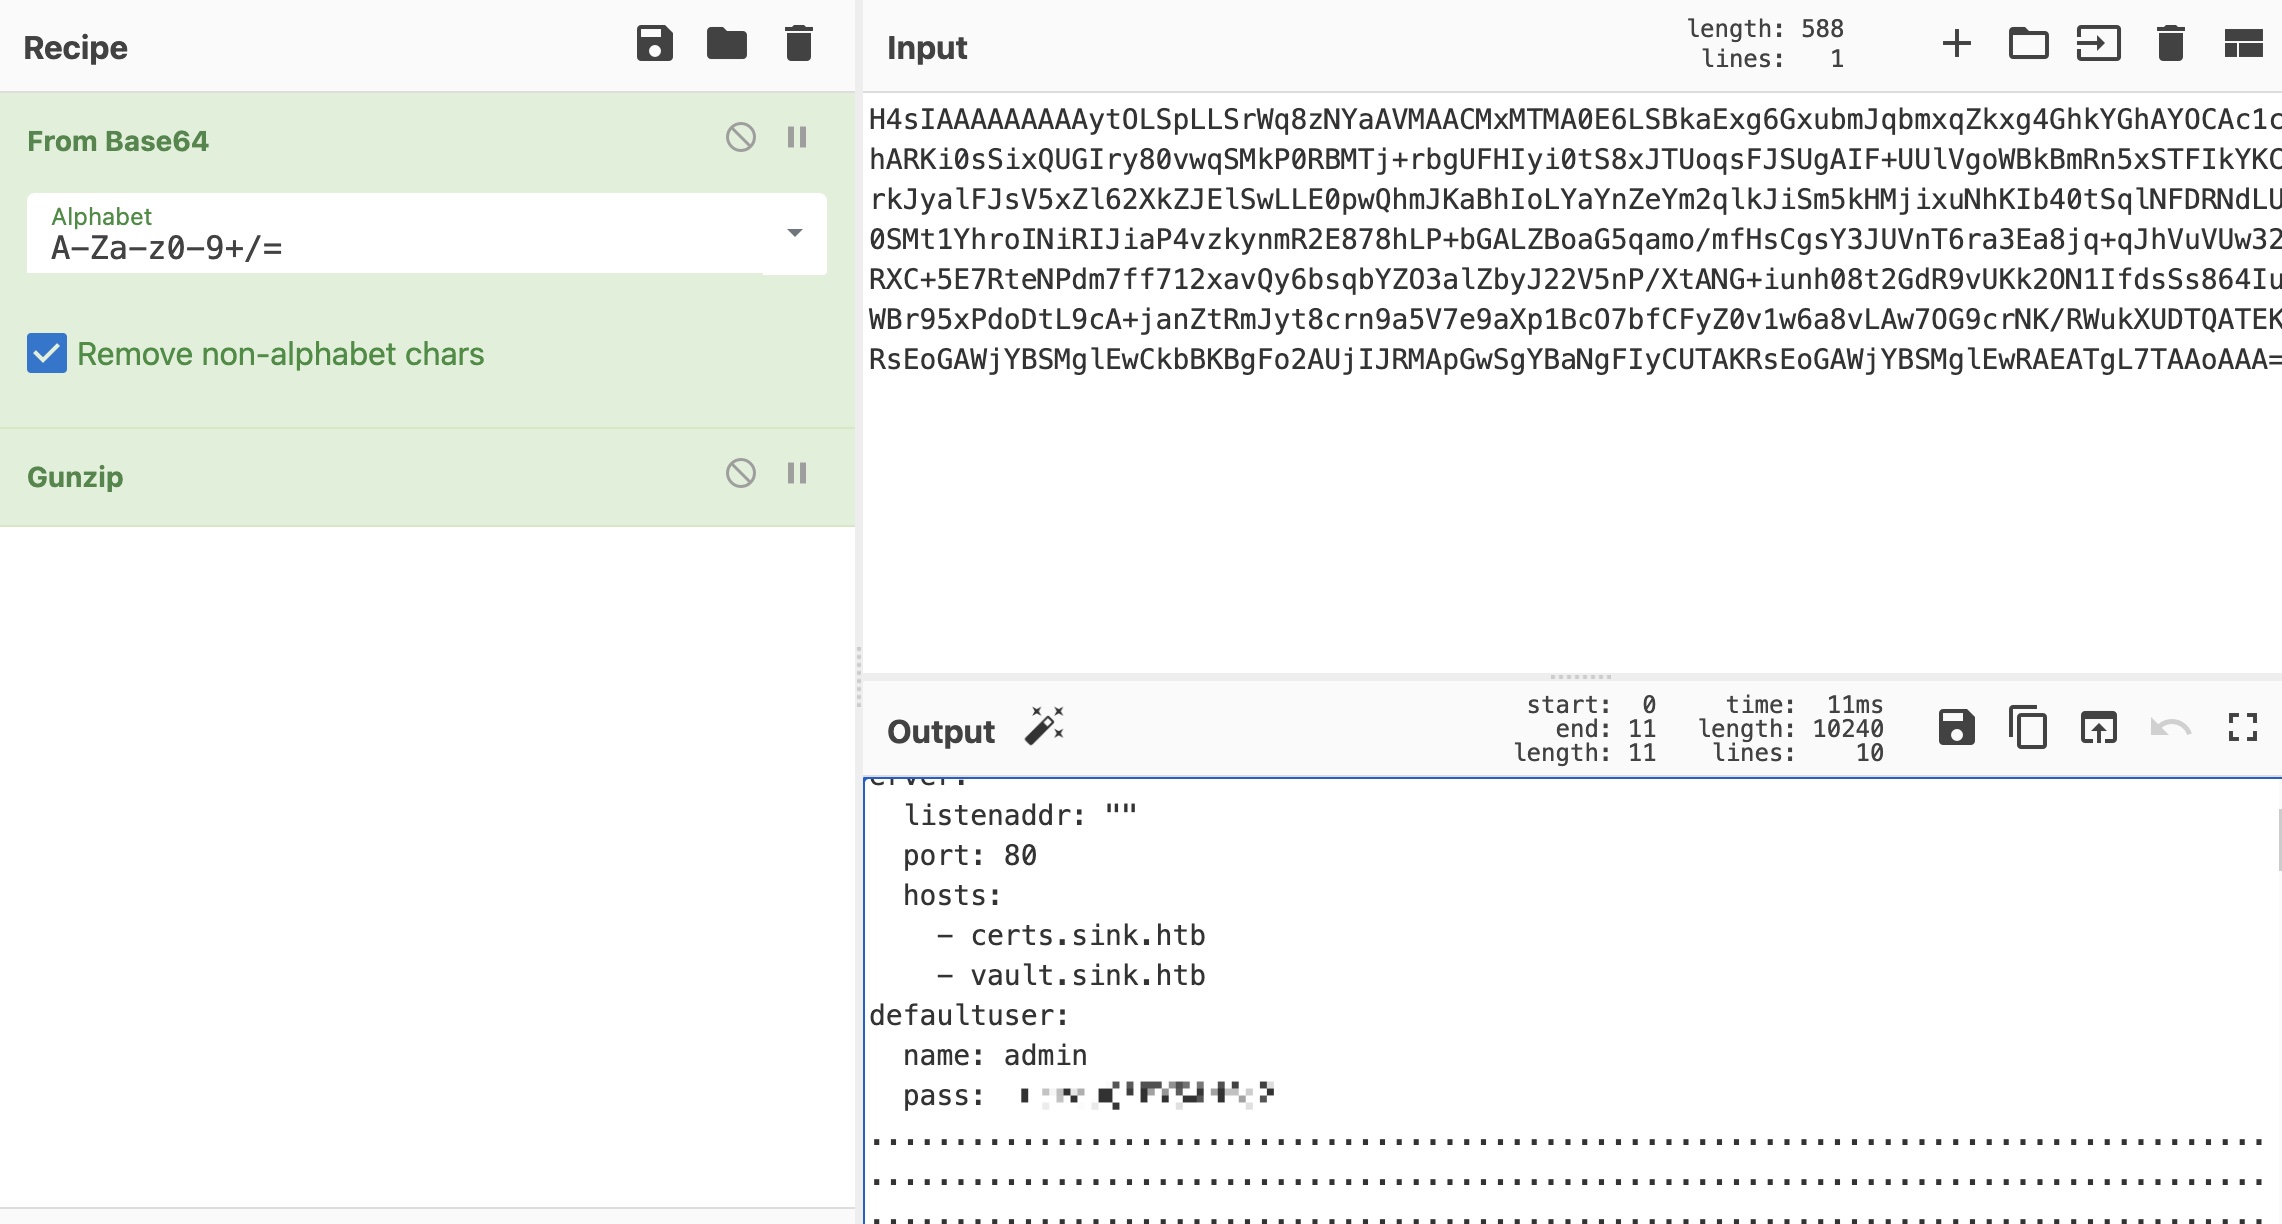 Recipe
From Base64
Alphabet
A-Za-z0-9+/=
Remove non-alphabet chars
Gunzip
Input
length: 588
lines: 1
H4sIAAAAAAAAAytOLSpLLSrWq8zNYaAVMAACMxMTMA0E6LSBkaExg6GxubmJqbmxqZkxg4GhkYGhAYOCAc1c
hARKi0sSixQUGIry80vwqSMkP0RBMTj+rbgUFHIyi0tS8xJTUoqsFJSUgAIF+UUlVgoWBkBmRn5xSTFIkYKC
rkJyalFJsV5xZl62XkZJElSwLLE0pwQhmJKaBhIoLYaYnZeYm2qlkJiSm5kHMjixuNhKIb40tSqlNFDRNdLU
0SMt1YhroINiRIJiaP4vzkynmR2E878hLP+bGALZBoaG5qamo/mfHsCgsY3JUVnT6ra3Ea8jq+qJhVuVUw32
RXC+5E7RteNPdm7ff712xavQy6bsqbYZO3alZbyJ22V5nP/XtANG+iunh08t2GdR9vUKk2ON1IfdsSs864Iu
WBr95xPdoDtL9cA+janZtRmJyt8crn9a5V7e9aXp1BcO7bfCFyZ0v1w6a8vLAw7OG9crNK/RWukXUDTQATEK
RsEoGAWjYBSMglEwCkbBKBgFo2AUjIJRMApGwSgYBaNgFIyCUTAKRsEoGAWjYBSMglEwRAEATgL7TAAoAAA=
Output
start: 0
end: 11
length: 11
time: 11ms
length: 10240
lines: 10
listenaddr: ""
port: 80
hosts:
- certs.sink.htb
- vault.sink.htb
defaultuser:
name: admin
pass: